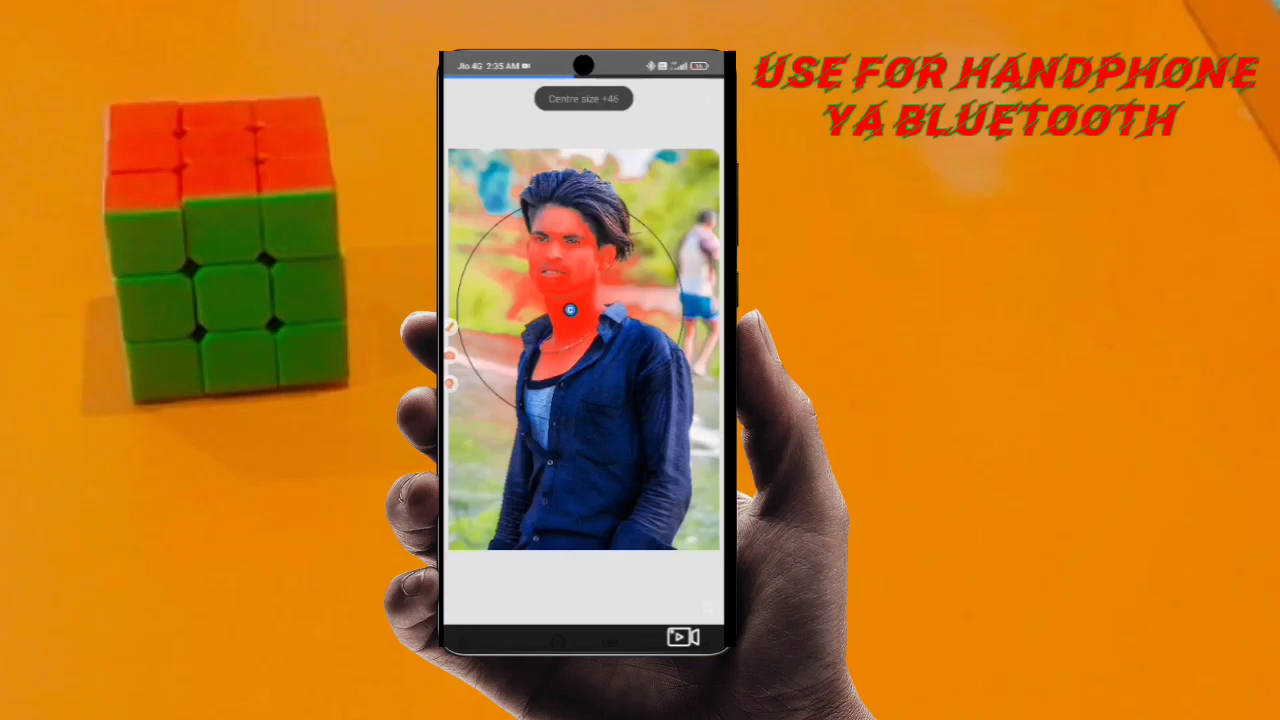 USE FOR HANDPHONE
YA BLUETOOTH
Jio 4G 2:35 AM
Centre size +46
C